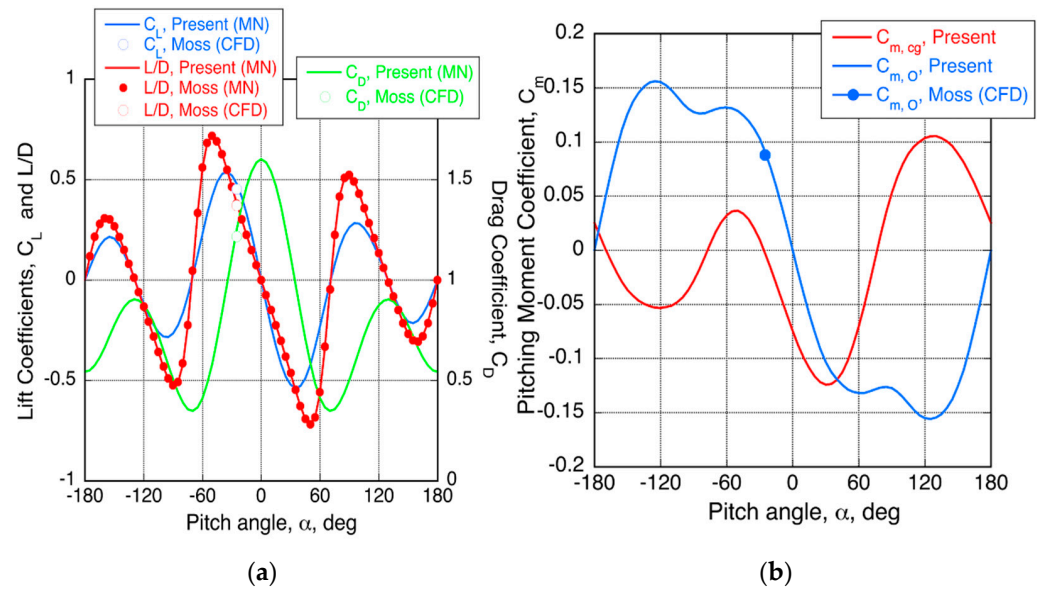 C_L, Present (MN)
C_L, Moss (CFD)
L/D, Present (MN)
L/D, Moss (MN)
L/D, Moss (CFD)
C_D, Present (MN)
C_D, Moss (CFD)
Lift Coefficients, C_L and L/D
1
0.5
0
-0.5
-1
1.5
1
0.5
0
Drag Coefficient, C_D
-180
-120
-60
0
60
120
180
Pitch angle, α, deg
(a)
C_m, cg, Present
C_m, O, Present
C_m, O, Moss (CFD)
Pitching Moment Coefficient, C_m
0.2
0.15
0.1
0.05
0
-0.05
-0.1
-0.15
-0.2
-180
-120
-60
0
60
120
180
Pitch angle, α, deg
(b)